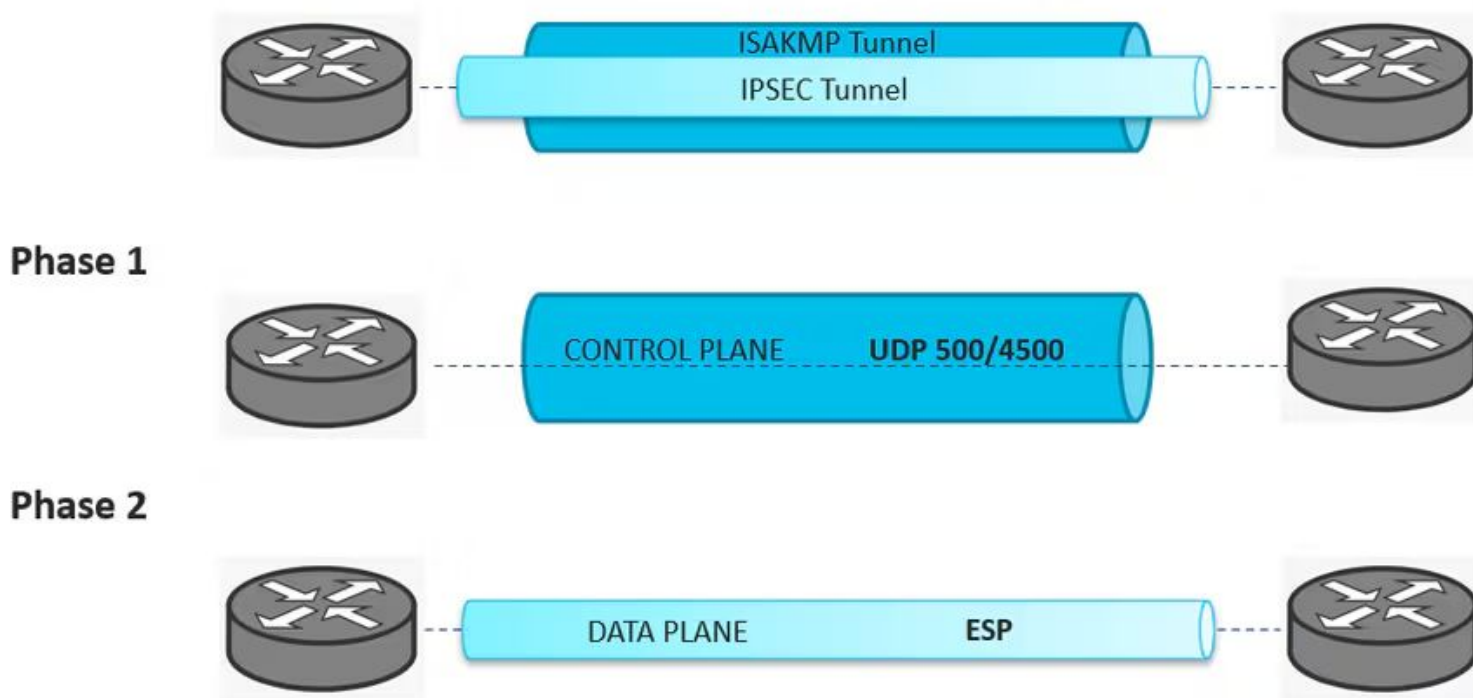 ISAKMP Tunnel
IPSEC Tunnel
Phase 1
CONTROL PLANE UDP 500/4500
Phase 2
DATA PLANE ESP